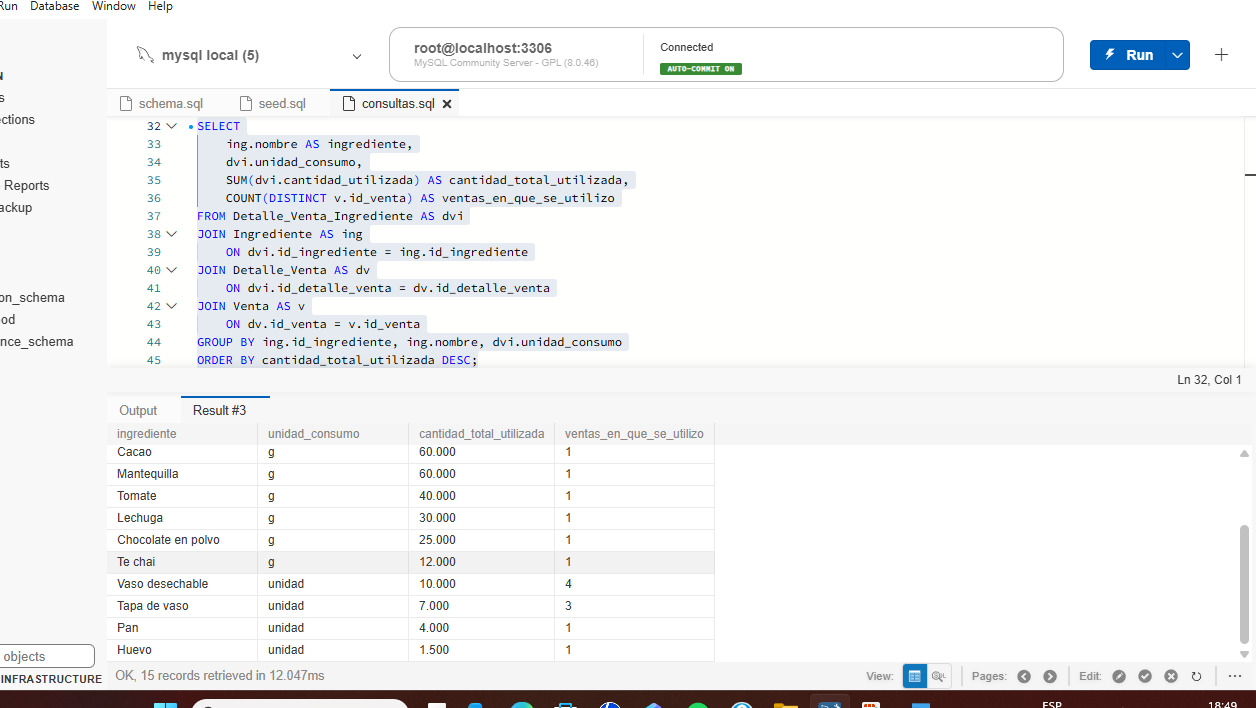 Run Database Window Help
mysql local (5)
root@localhost:3306
MySQL Community Server - GPL (8.0.46)
Connected
AUTO-COMMIT ON
Run
schema.sql
seed.sql
consultas.sql
32 SELECT
33 ing.nombre AS ingrediente,
34 dvi.unidad_consumo,
35 SUM(dvi.cantidad_utilizada) AS cantidad_total_utilizada,
36 COUNT(DISTINCT v.id_venta) AS ventas_en_que_se_utilizo
37 FROM Detalle_Venta_Ingrediente AS dvi
38 JOIN Ingrediente AS ing
39 ON dvi.id_ingrediente = ing.id_ingrediente
40 JOIN Detalle_Venta AS dv
41 ON dvi.id_detalle_venta = dv.id_detalle_venta
42 JOIN Venta AS v
43 ON dv.id_venta = v.id_venta
44 GROUP BY ing.id_ingrediente, ing.nombre, dvi.unidad_consumo
45 ORDER BY cantidad_total_utilizada DESC;
N
s
ections
ts
Reports
ackup
on_schema
od
nce_schema
objects
INFRASTRUCTURE
Ln 32, Col 1
Output
Result #3
ingrediente unidad_consumo cantidad_total_utilizada ventas_en_que_se_utilizo
Cacao g 60.000 1
Mantequilla g 60.000 1
Tomate g 40.000 1
Lechuga g 30.000 1
Chocolate en polvo g 25.000 1
Te chai g 12.000 1
Vaso desechable unidad 10.000 4
Tapa de vaso unidad 7.000 3
Pan unidad 4.000 1
Huevo unidad 1.500 1
OK, 15 records retrieved in 12.047ms
View:
Pages:
Edit:
ESP
18:49